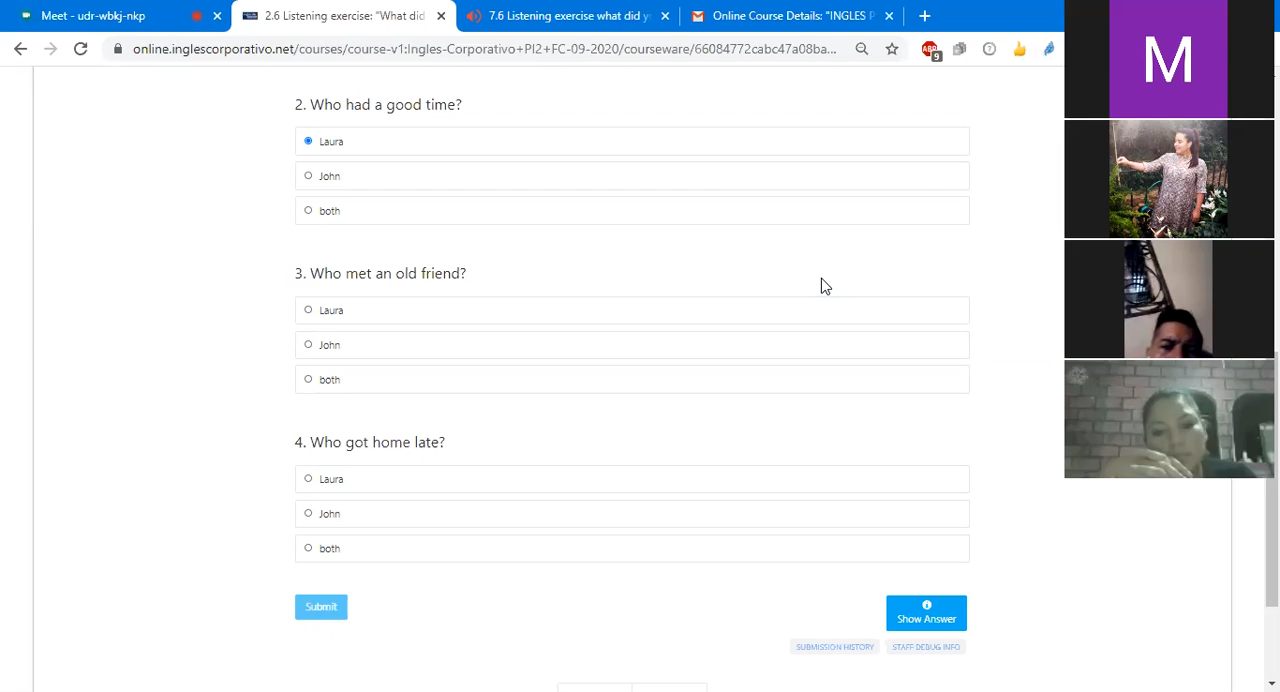 Meet - udr-wbkj-nkp
2.6 Listening exercise: "What did
7.6 Listening exercise what did y
Online Course Details: "INGLES P
online.inglescorporativo.net/courses/course-v1:Ingles-Corporativo+PI2+FC-09-2020/courseware/66084772cabc47a08ba...
ABP
9
M
2. Who had a good time?
Laura
John
both
3. Who met an old friend?
Laura
John
both
4. Who got home late?
Laura
John
both
Submit
Show Answer
SUBMISSION HISTORY
STAFF DEBUG INFO